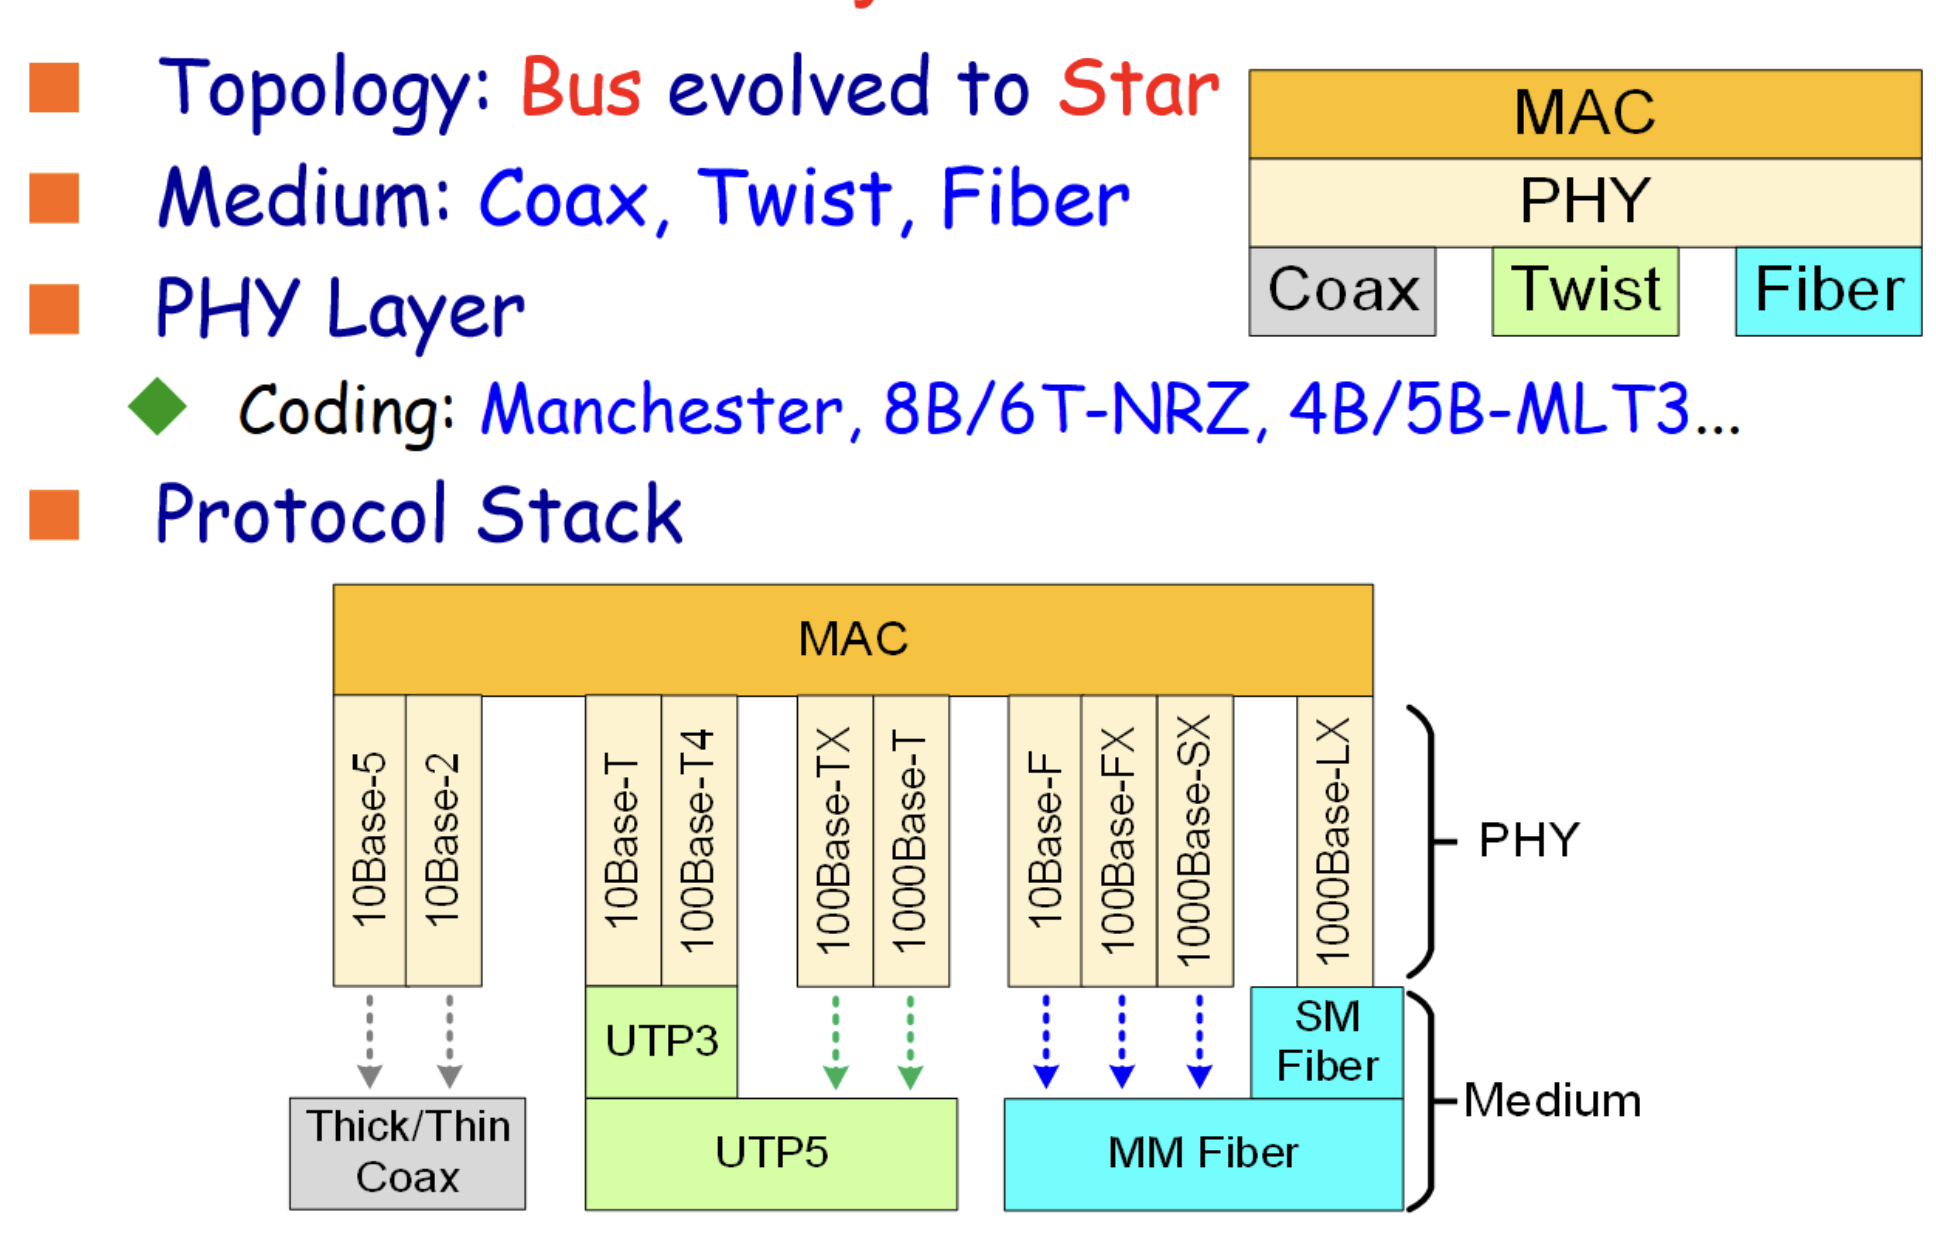 Topology: Bus evolved to Star
Medium: Coax, Twist, Fiber
PHY Layer
Coding: Manchester, 8B/6T-NRZ, 4B/5B-MLT3...
Protocol Stack
MAC
PHY
Coax
Twist
Fiber
MAC
10Base-5
10Base-2
10Base-T
100Base-T4
100Base-TX
1000Base-T
10Base-F
100Base-FX
1000Base-SX
1000Base-LX
PHY
UTP3
SM
Fiber
Thick/Thin
Coax
UTP5
MM Fiber
Medium